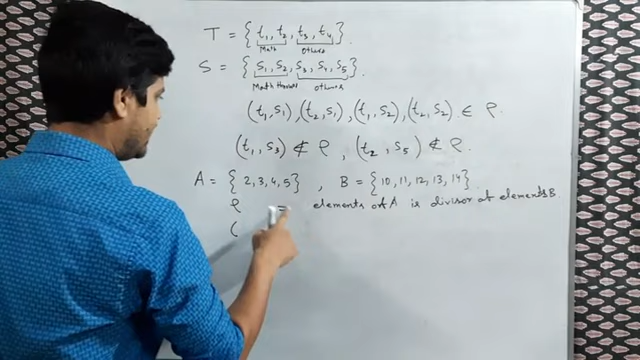 T = { t₁, t₂, t₃, t₄ }.
Math Others
S = { S₁, S₂, S₃, S₄, S₅ }.
Math Others
(t₁, S₁), (t₂, S₁), (t₁, S₂), (t₂, S₂) ∈ ρ.
(t₁, S₃) ∉ ρ , (t₂, S₅) ∉ ρ.
A = { 2, 3, 4, 5 } , B = { 10, 11, 12, 13, 14 }
ρ = elements of A is divisor of elements B.
(